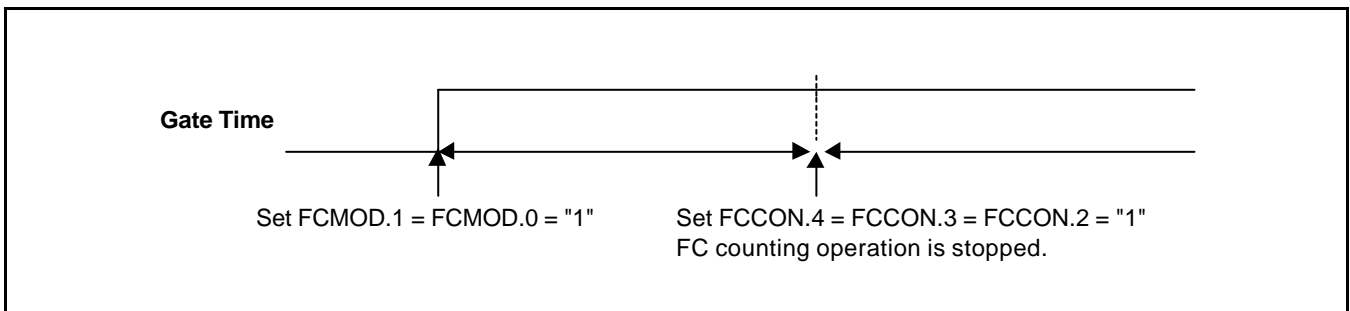 Gate Time
Set FCMOD.1 = FCMOD.0 = "1"
Set FCCON.4 = FCCON.3 = FCCON.2 = "1"
FC counting operation is stopped.